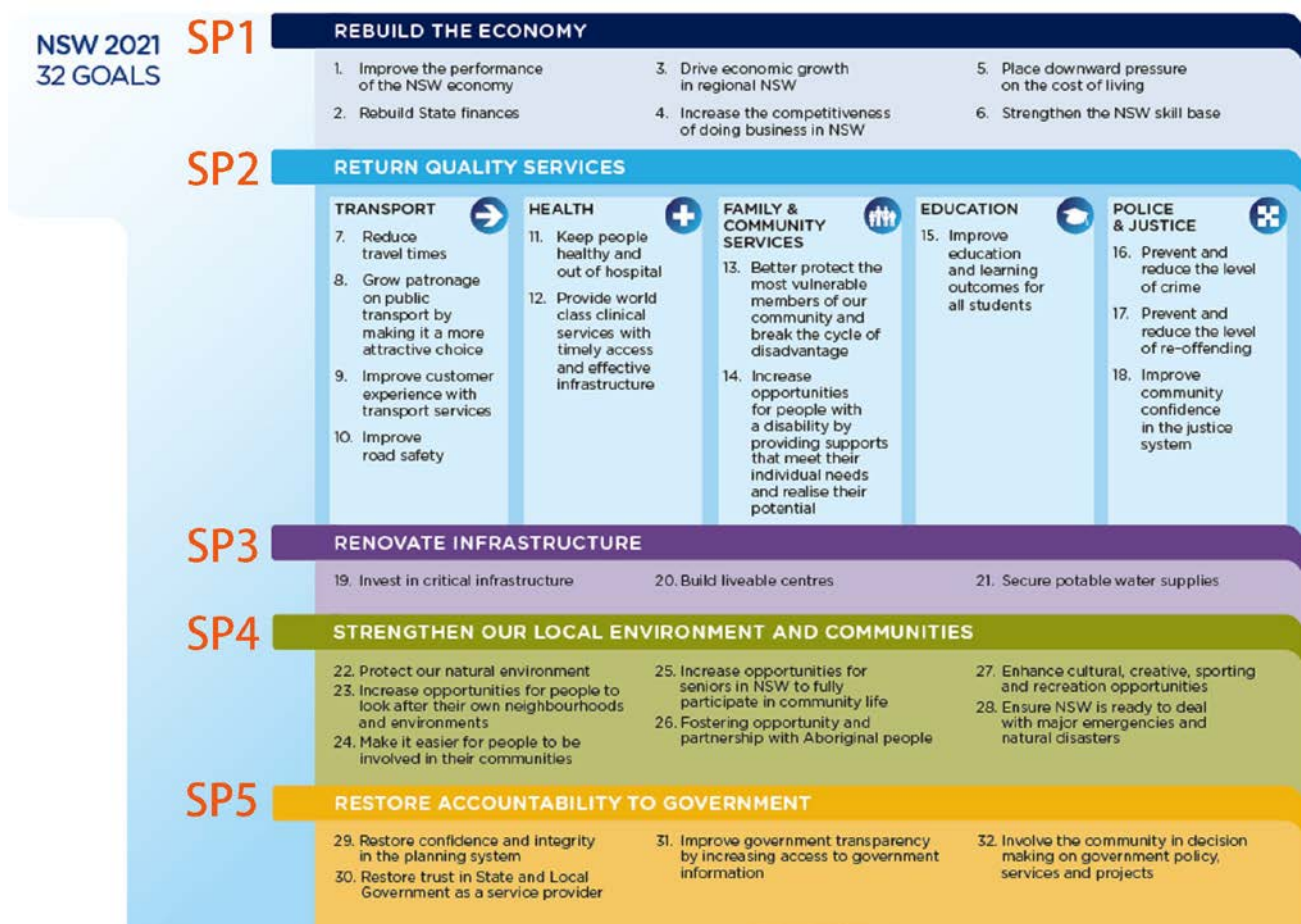 NSW 2021
32 GOALS
SP1
REBUILD THE ECONOMY
1. Improve the performance
of the NSW economy
2. Rebuild State finances
3. Drive economic growth
in regional NSW
4. Increase the competitiveness
of doing business in NSW
5. Place downward pressure
on the cost of living
6. Strengthen the NSW skill base
SP2
RETURN QUALITY SERVICES
TRANSPORT
7. Reduce
travel times
8. Grow patronage
on public
transport by
making it a more
attractive choice
9. Improve customer
experience with
transport services
10. Improve
road safety
HEALTH
11. Keep people
healthy and
out of hospital
12. Provide world
class clinical
services with
timely access
and effective
infrastructure
FAMILY &
COMMUNITY
SERVICES
13. Better protect the
most vulnerable
members of our
community and
break the cycle of
disadvantage
14. Increase
opportunities
for people with
a disability by
providing supports
that meet their
individual needs
and realise their
potential
EDUCATION
15. Improve
education
and learning
outcomes for
all students
POLICE
& JUSTICE
16. Prevent and
reduce the level
of crime
17. Prevent and
reduce the level
of re-offending
18. Improve
community
confidence
in the justice
system
SP3
RENOVATE INFRASTRUCTURE
19. Invest in critical infrastructure
20. Build liveable centres
21. Secure potable water supplies
SP4
STRENGTHEN OUR LOCAL ENVIRONMENT AND COMMUNITIES
22. Protect our natural environment
23. Increase opportunities for people to
look after their own neighbourhoods
and environments
24. Make it easier for people to be
involved in their communities
25. Increase opportunities for
seniors in NSW to fully
participate in community life
26. Fostering opportunity and
partnership with Aboriginal people
27. Enhance cultural, creative, sporting
and recreation opportunities
28. Ensure NSW is ready to deal
with major emergencies and
natural disasters
SP5
RESTORE ACCOUNTABILITY TO GOVERNMENT
29. Restore confidence and integrity
in the planning system
30. Restore trust in State and Local
Government as a service provider
31. Improve government transparency
by increasing access to government
information
32. Involve the community in decision
making on government policy,
services and projects